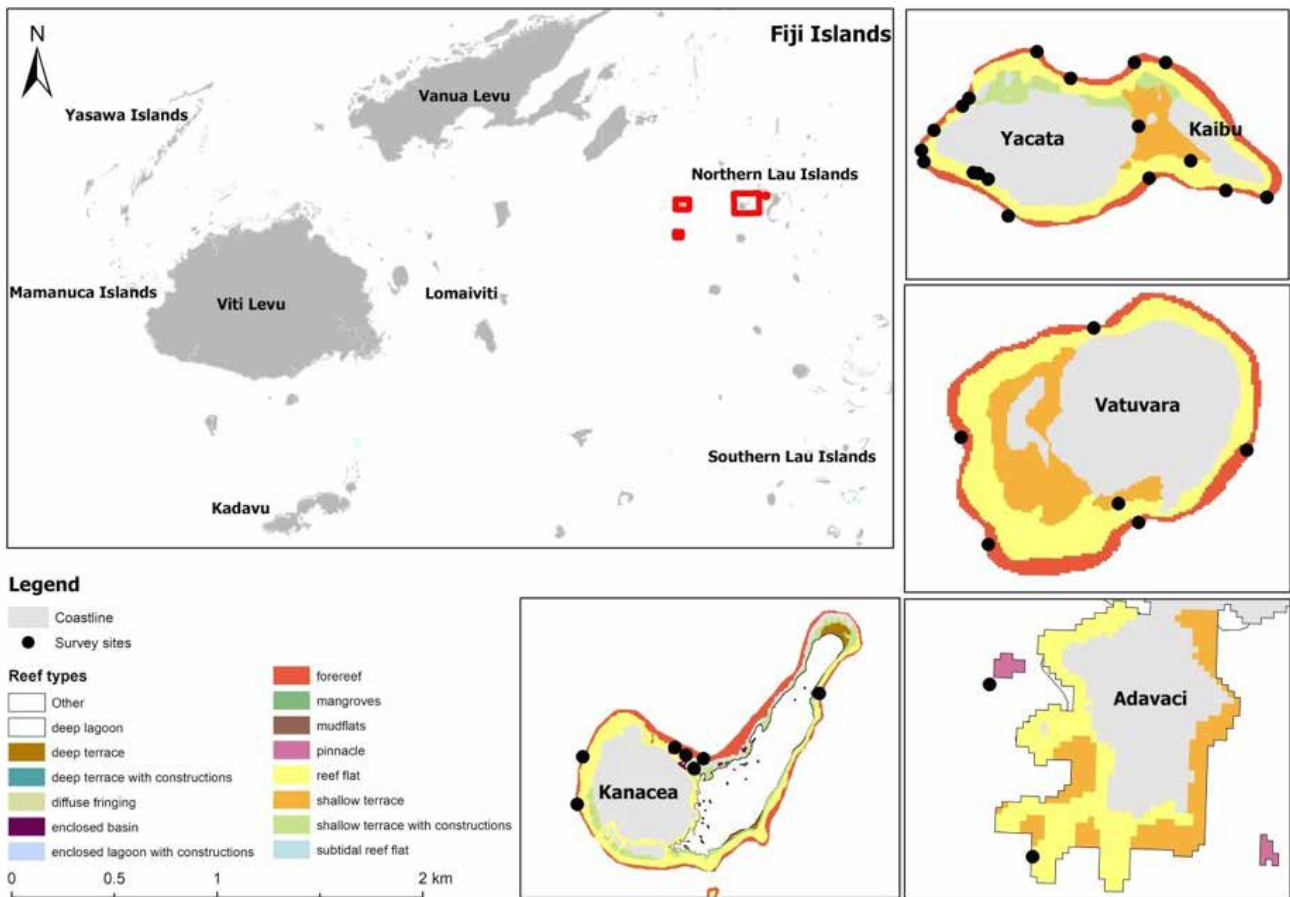 N
Fiji Islands
Vanua Levu
Yasawa Islands
Northern Lau Islands
Mamanuca Islands
Viti Levu
Lomaiviti
Southern Lau Islands
Kadavu
Yacata
Kaibu
Vatuvara
Adavaci
Kanacea
Legend
Coastline
Survey sites
Reef types
Other
deep lagoon
deep terrace
deep terrace with constructions
diffuse fringing
enclosed basin
enclosed lagoon with constructions
forereef
mangroves
mudflats
pinnacle
reef flat
shallow terrace
shallow terrace with constructions
subtidal reef flat
0 0.5 1 2 km